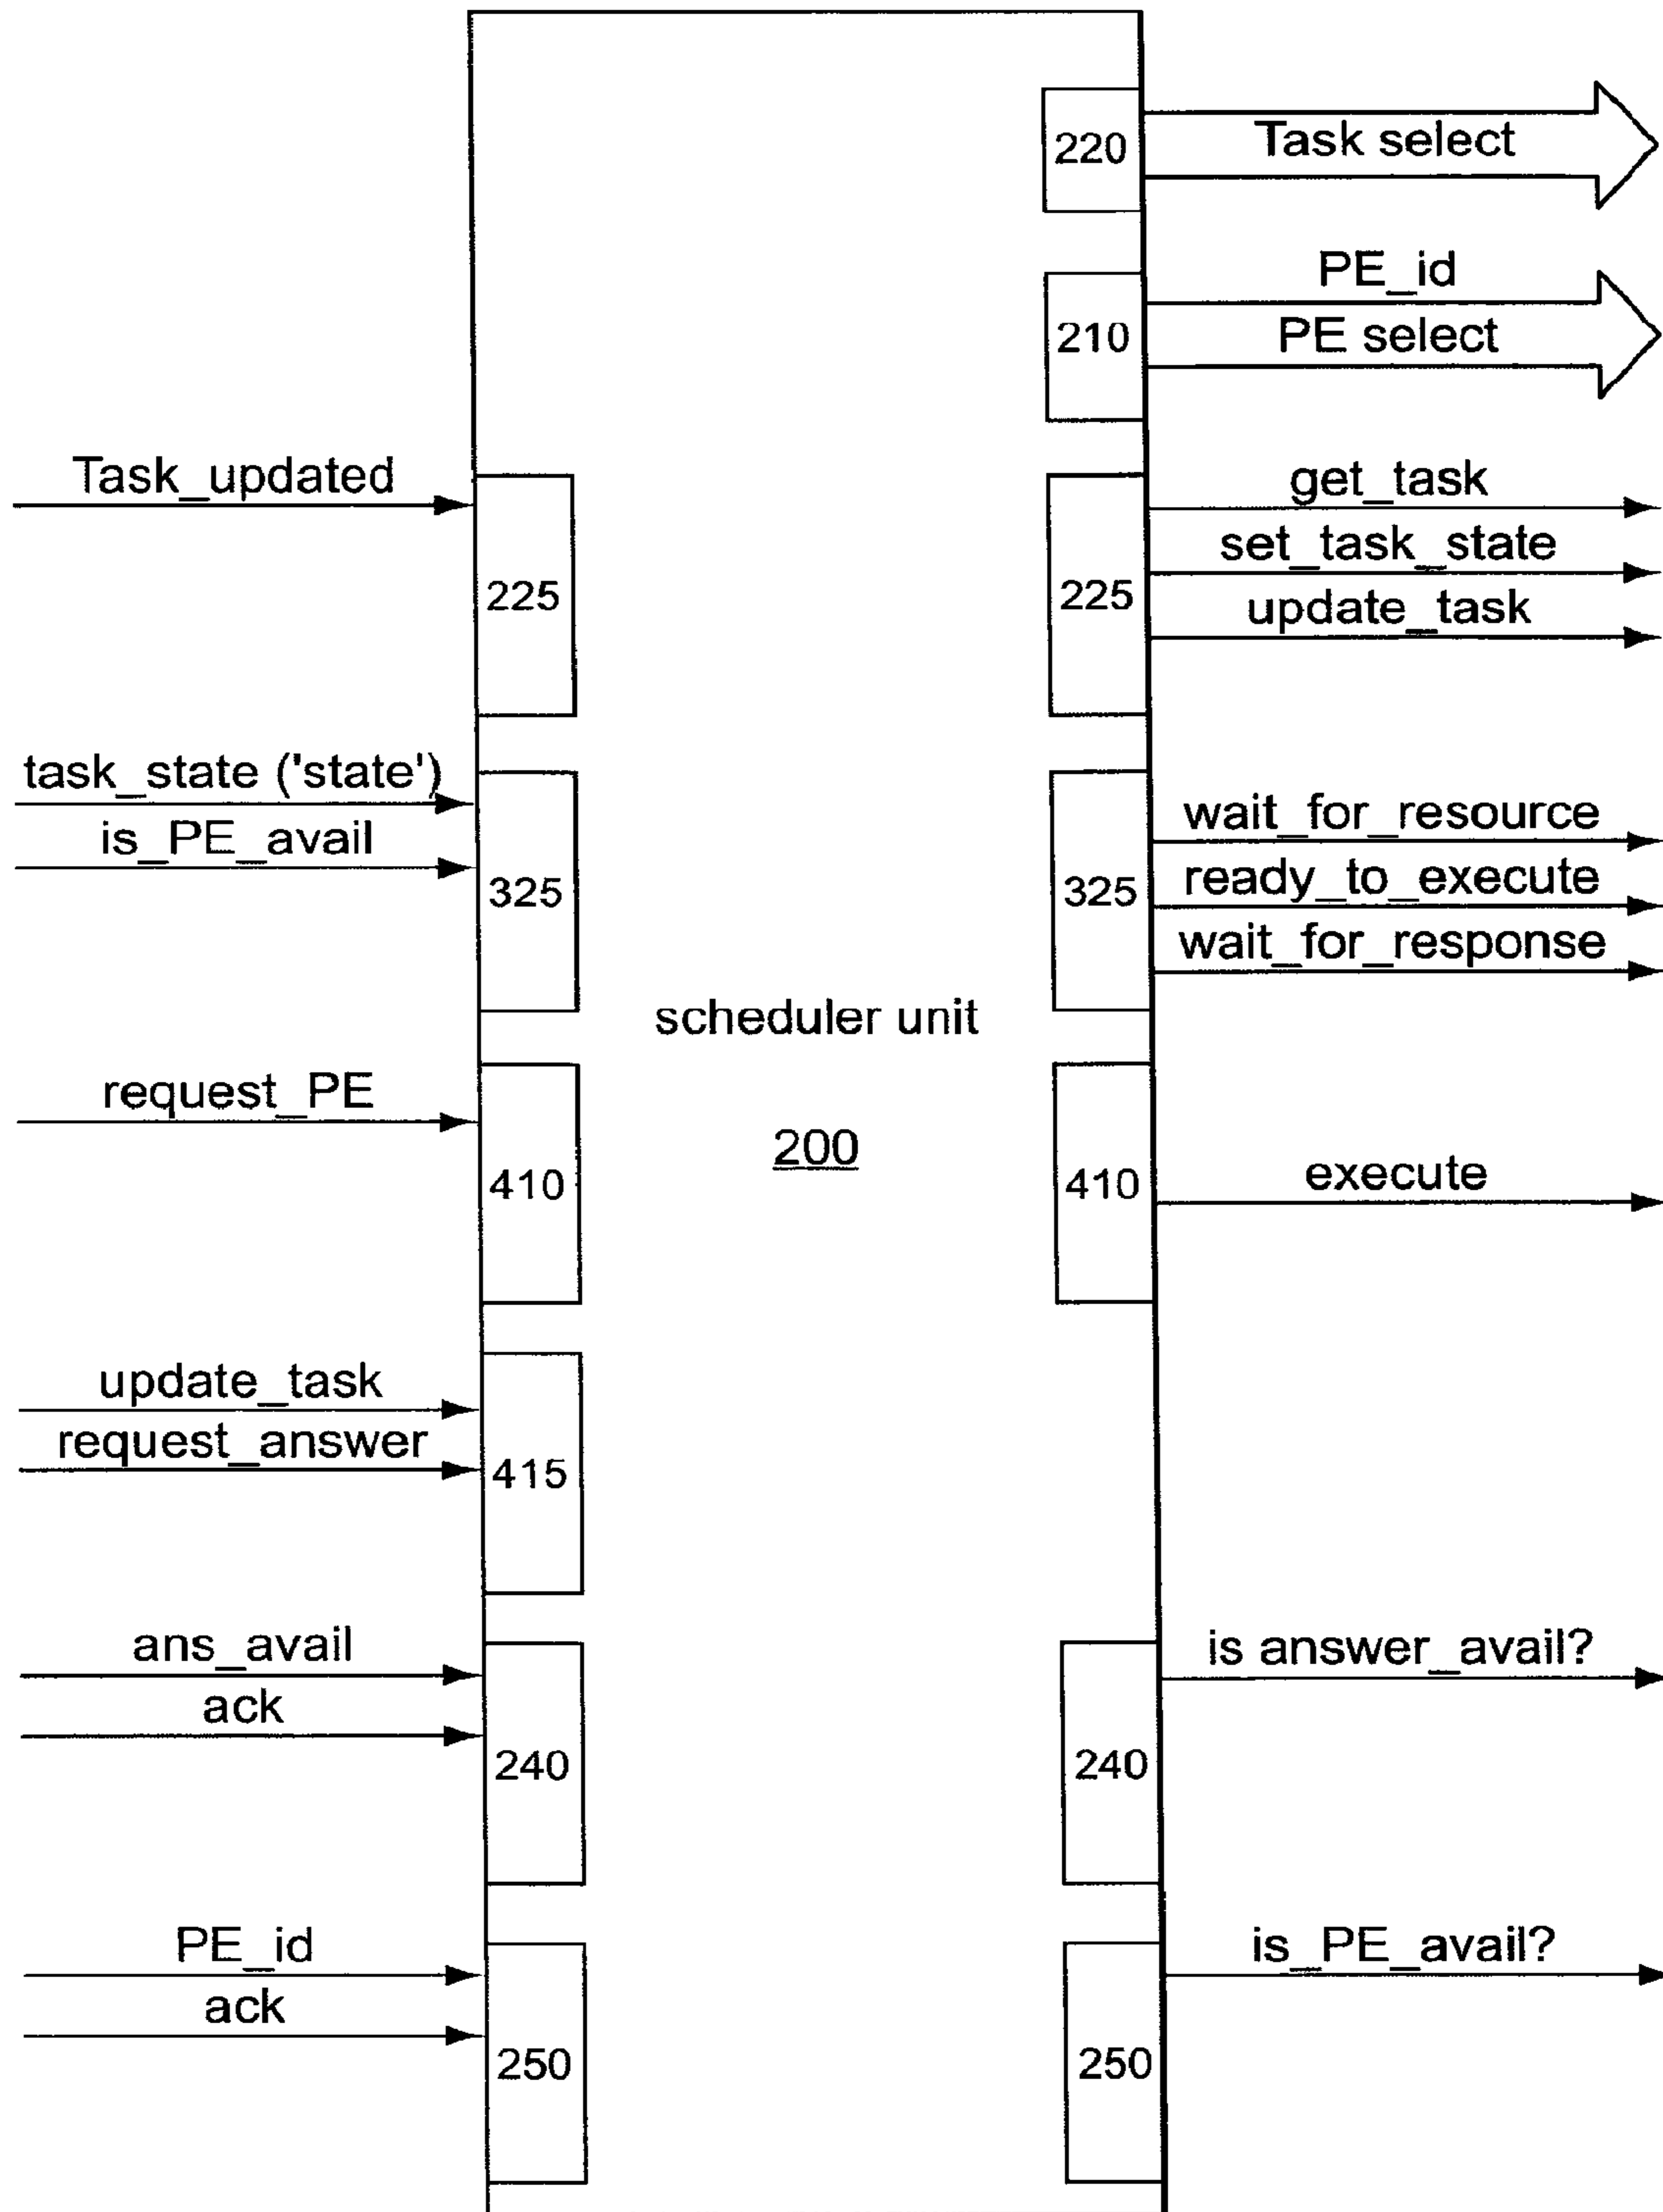 220
Task select
PE_id
210
PE select
Task_updated
225
225
get_task
set_task_state
update_task
task_state ('state')
is_PE_avail
325
325
wait_for_resource
ready_to_execute
wait_for_response
scheduler unit
200
request_PE
410
410
execute
update_task
request_answer
415
ans_avail
ack
240
240
is answer_avail?
PE_id
ack
250
250
is_PE_avail?